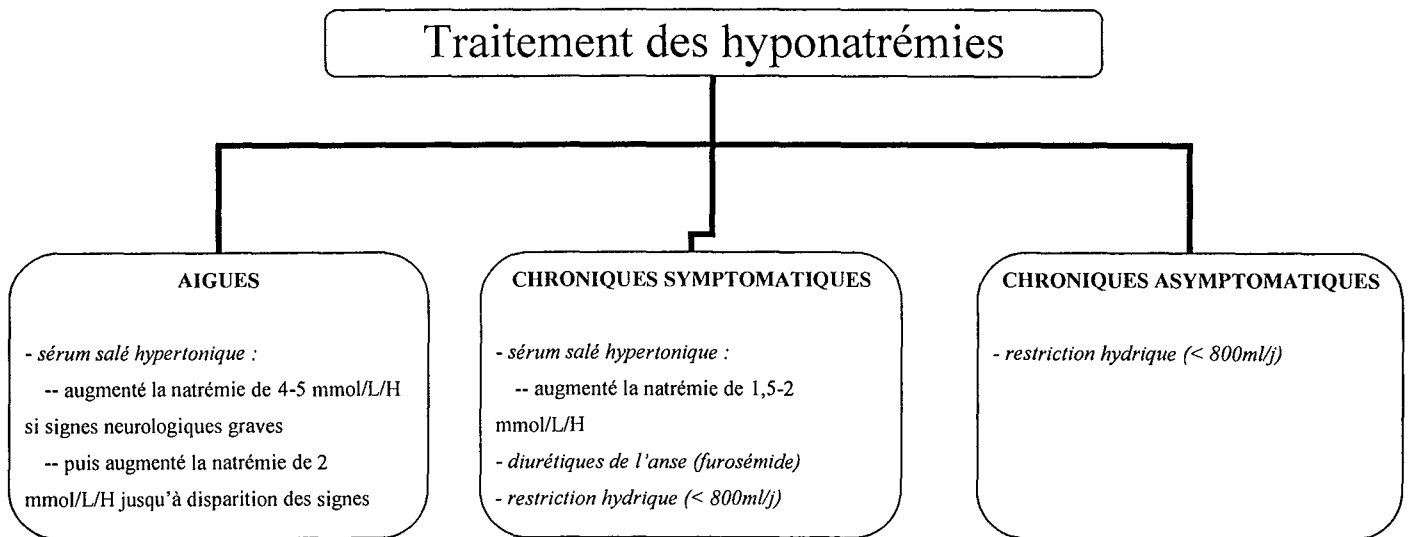 Traitement des hyponatrémies
AIGUES
- sérum salé hypertonique :
-- augmenté la natrémie de 4-5 mmol/L/H
si signes neurologiques graves
-- puis augmenté la natrémie de 2
mmol/L/H jusqu'à disparition des signes
CHRONIQUES SYMPTOMATIQUES
- sérum salé hypertonique :
-- augmenté la natrémie de 1,5-2
mmol/L/H
- diurétiques de l'anse (furosémide)
- restriction hydrique (< 800ml/j)
CHRONIQUES ASYMPTOMATIQUES
- restriction hydrique (< 800ml/j)